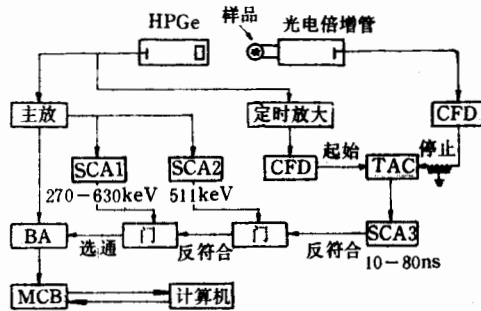 HPGe
样品
光电倍增管
主放
定时放大
CFD
SCA1
SCA2
CFD
起始
TAC
停止
270-630keV
511keV
BA
选通
门
反符合
门
反符合
SCA3
10-80ns
MCB
计算机